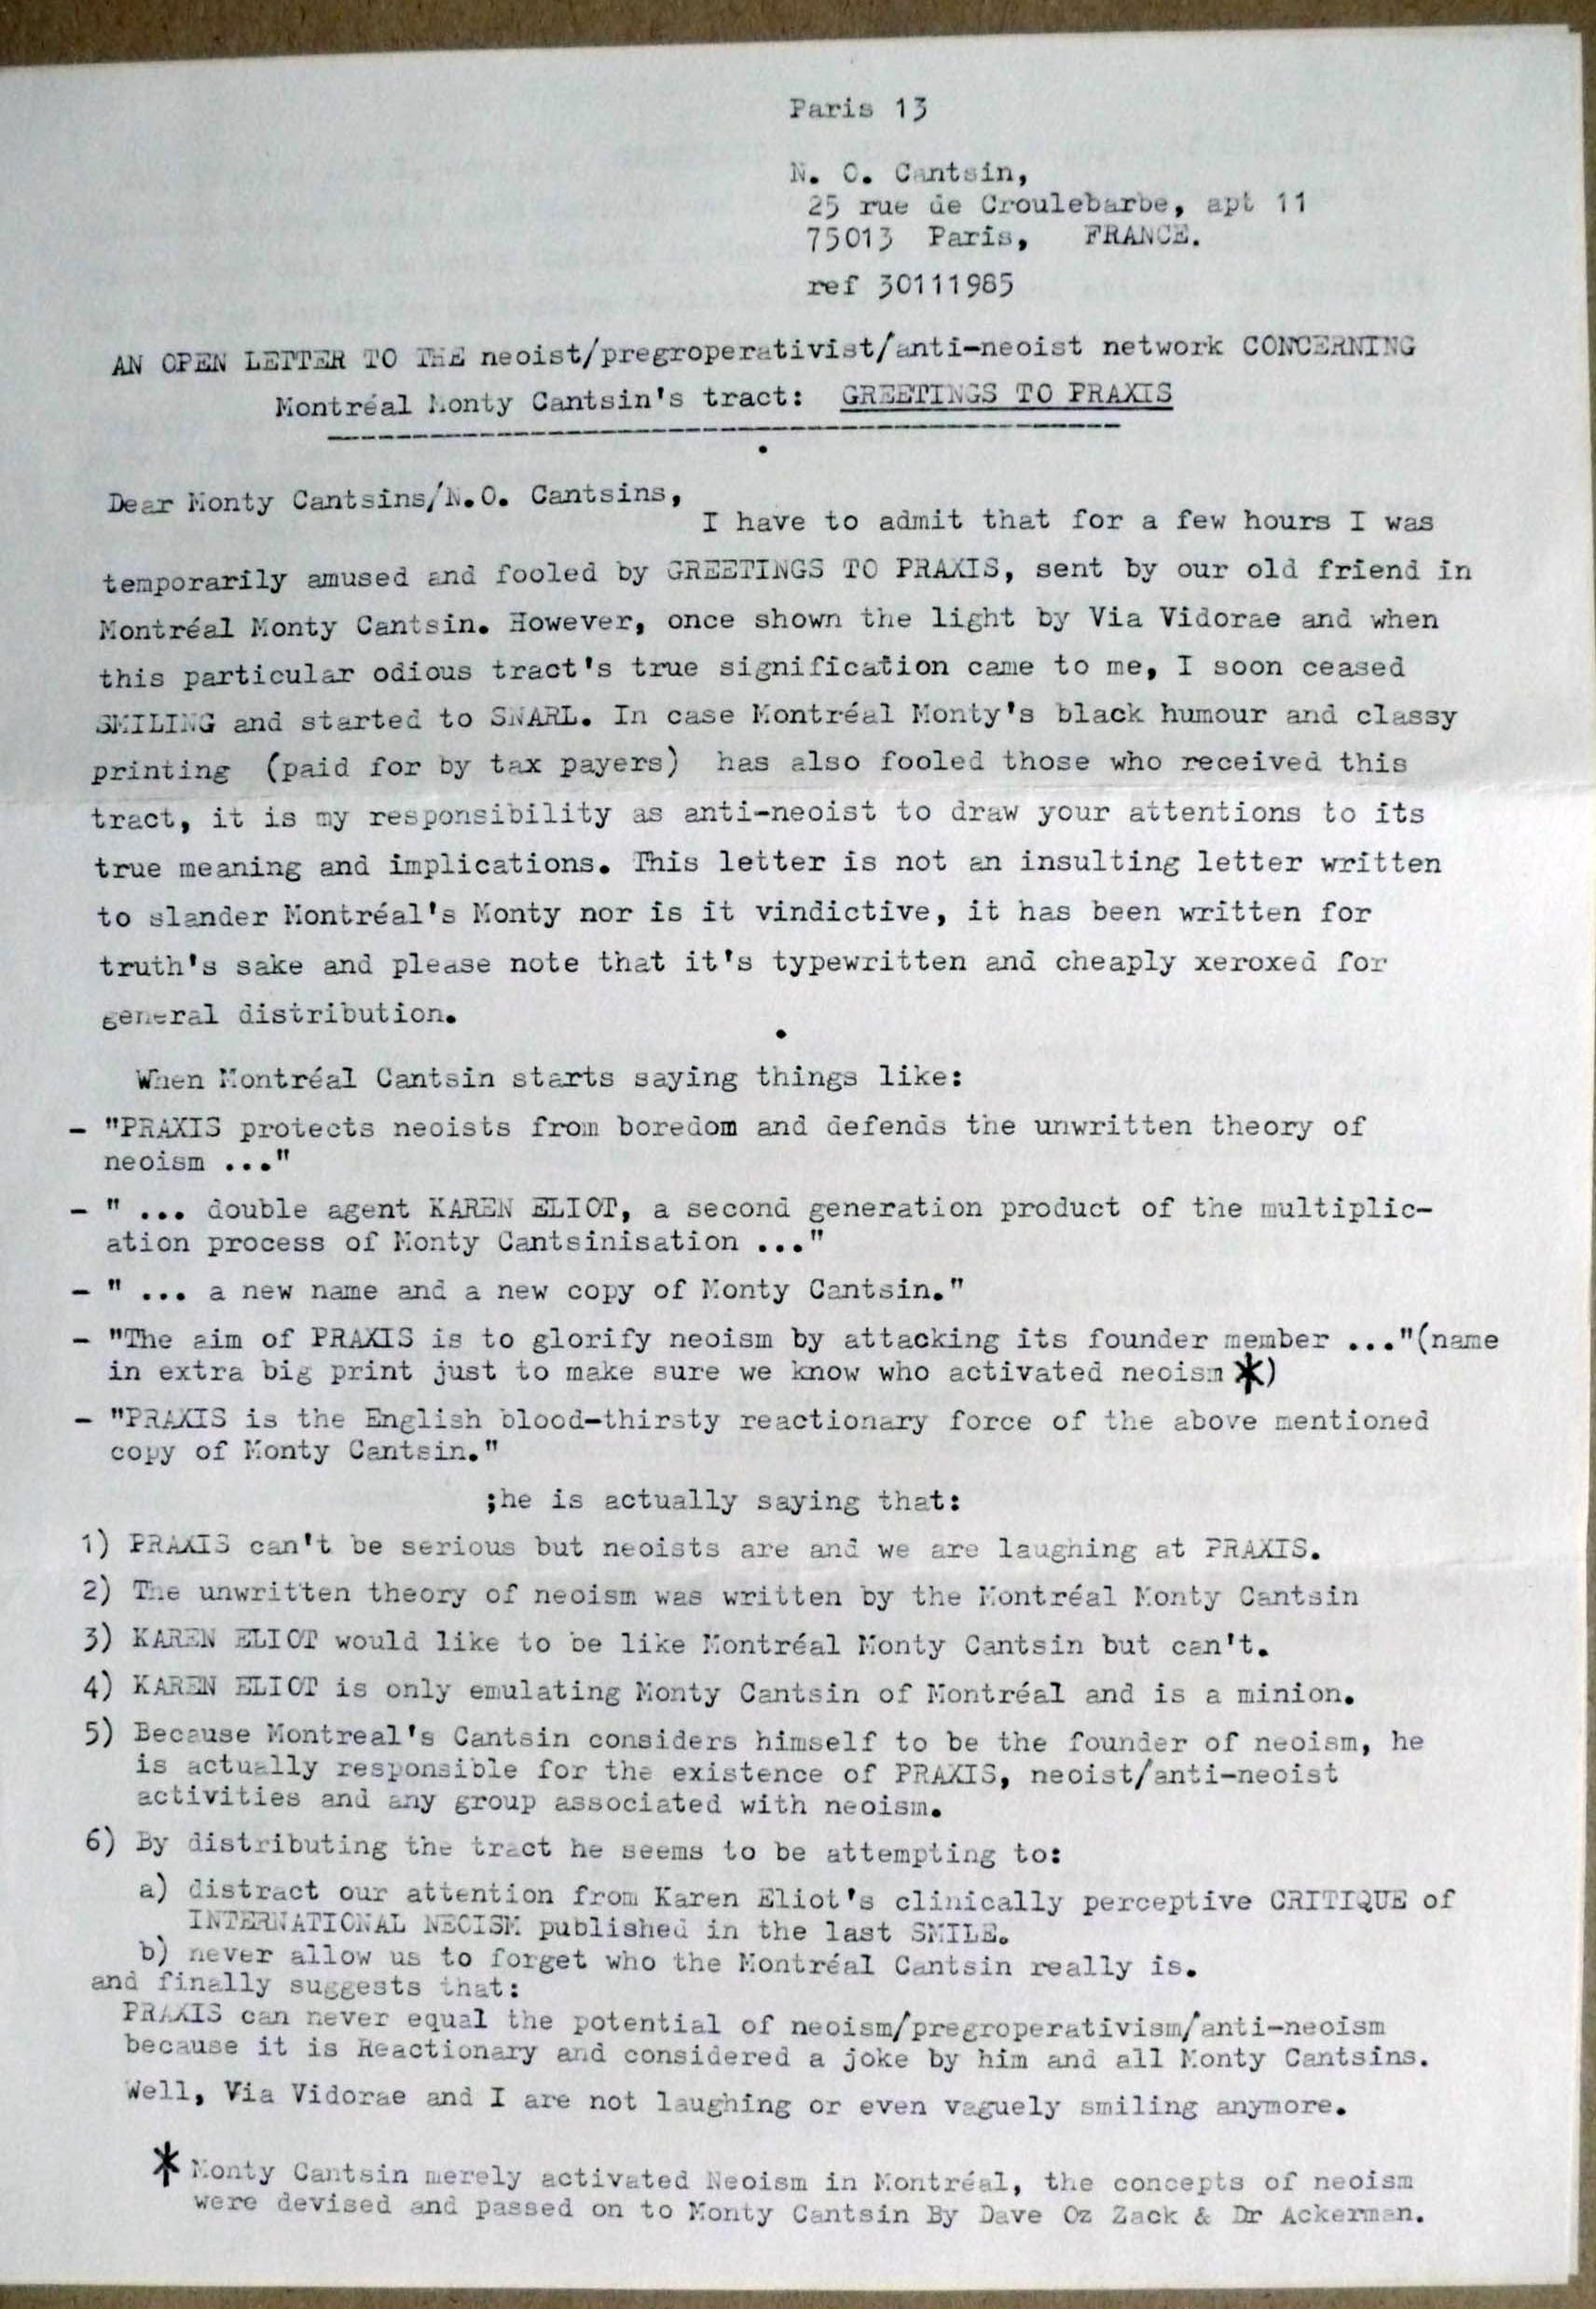 Paris 13
N. O. Cantsin,
25 rue de Croulebarbe, apt 11
75013 Paris, FRANCE.
ref 30111985
AN OPEN LETTER TO THE neoist/pregroperativist/anti-neoist network CONCERNING
Montréal Monty Cantsin's tract: GREETINGS TO PRAXIS
Dear Monty Cantsins/N.O. Cantsins,
I have to admit that for a few hours I was
temporarily amused and fooled by GREETINGS TO PRAXIS, sent by our old friend in
Montréal Monty Cantsin. However, once shown the light by Via Vidorae and when
this particular odious tract's true signification came to me, I soon ceased
SMILING and started to SNARL. In case Montréal Monty's black humour and classy
printing (paid for by tax payers) has also fooled those who received this
tract, it is my responsibility as anti-neoist to draw your attentions to its
true meaning and implications. This letter is not an insulting letter written
to slander Montréal's Monty nor is it vindictive, it has been written for
truth's sake and please note that it's typewritten and cheaply xeroxed for
general distribution.
When Montréal Cantsin starts saying things like:
- "PRAXIS protects neoists from boredom and defends the unwritten theory of
neoism ..."
- " ... double agent KAREN ELIOT, a second generation product of the multiplic-
ation process of Monty Cantsinisation ..."
- " ... a new name and a new copy of Monty Cantsin."
- "The aim of PRAXIS is to glorify neoism by attacking its founder member ..."(name
in extra big print just to make sure we know who activated neoism *)
- "PRAXIS is the English blood-thirsty reactionary force of the above mentioned
copy of Monty Cantsin."
;he is actually saying that:
1) PRAXIS can't be serious but neoists are and we are laughing at PRAXIS.
2) The unwritten theory of neoism was written by the Montréal Monty Cantsin
3) KAREN ELIOT would like to be like Montréal Monty Cantsin but can't.
4) KAREN ELIOT is only emulating Monty Cantsin of Montréal and is a minion.
5) Because Montreal's Cantsin considers himself to be the founder of neoism, he
is actually responsible for the existence of PRAXIS, neoist/anti-neoist
activities and any group associated with neoism.
6) By distributing the tract he seems to be attempting to:
a) distract our attention from Karen Eliot's clinically perceptive CRITIQUE of
INTERNATIONAL NEOISM published in the last SMILE.
b) never allow us to forget who the Montréal Cantsin really is.
and finally suggests that:
PRAXIS can never equal the potential of neoism/pregroperativism/anti-neoism
because it is Reactionary and considered a joke by him and all Monty Cantsins.
Well, Via Vidorae and I are not laughing or even vaguely smiling anymore.
* Monty Cantsin merely activated Neoism in Montréal, the concepts of neoism
were devised and passed on to Monty Cantsin By Dave Oz Zack & Dr Ackerman.